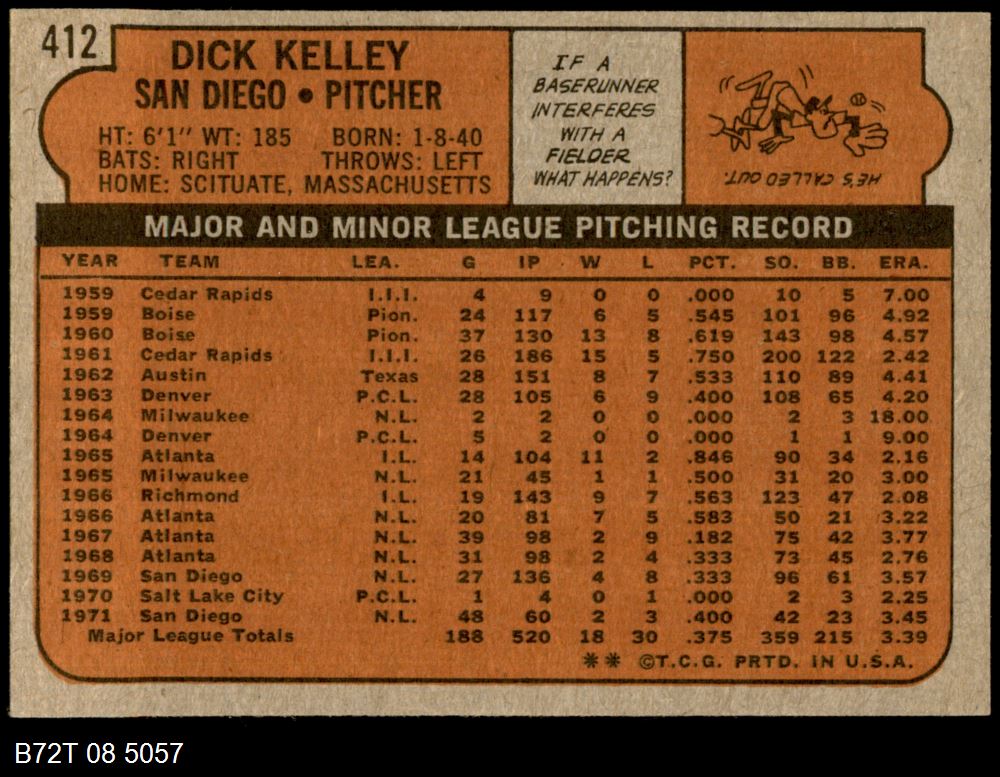 412
DICK KELLEY
SAN DIEGO • PITCHER
HT: 6'1" WT: 185 BORN: 1-8-40
BATS: RIGHT THROWS: LEFT
HOME: SCITUATE, MASSACHUSETTS
IF A
BASERUNNER
INTERFERES
WITH A
FIELDER
WHAT HAPPENS?
HE'S CALLED OUT.
MAJOR AND MINOR LEAGUE PITCHING RECORD
YEAR TEAM LEA. G IP W L PCT. SO. BB. ERA.
1959 Cedar Rapids I.I.I. 4 9 0 0 .000 10 5 7.00
1959 Boise Pion. 24 117 6 5 .545 101 96 4.92
1960 Boise Pion. 37 130 13 8 .619 143 98 4.57
1961 Cedar Rapids I.I.I. 26 186 15 5 .750 200 122 2.42
1962 Austin Texas 28 151 8 7 .533 110 89 4.41
1963 Denver P.C.L. 28 105 6 9 .400 108 65 4.20
1964 Milwaukee N.L. 2 2 0 0 .000 2 3 18.00
1964 Denver P.C.L. 5 2 0 0 .000 1 1 9.00
1965 Atlanta I.L. 14 104 11 2 .846 90 34 2.16
1965 Milwaukee N.L. 21 45 1 1 .500 31 20 3.00
1966 Richmond I.L. 19 143 9 7 .563 123 47 2.08
1966 Atlanta N.L. 20 81 7 5 .583 50 21 3.22
1967 Atlanta N.L. 39 98 2 9 .182 75 42 3.77
1968 Atlanta N.L. 31 98 2 4 .333 73 45 2.76
1969 San Diego N.L. 27 136 4 8 .333 96 61 3.57
1970 Salt Lake City P.C.L. 1 4 0 1 .000 2 3 2.25
1971 San Diego N.L. 48 60 2 3 .400 42 23 3.45
Major League Totals 188 520 18 30 .375 359 215 3.39
** ©T.C.G. PRTD. IN U.S.A.
B72T 08 5057